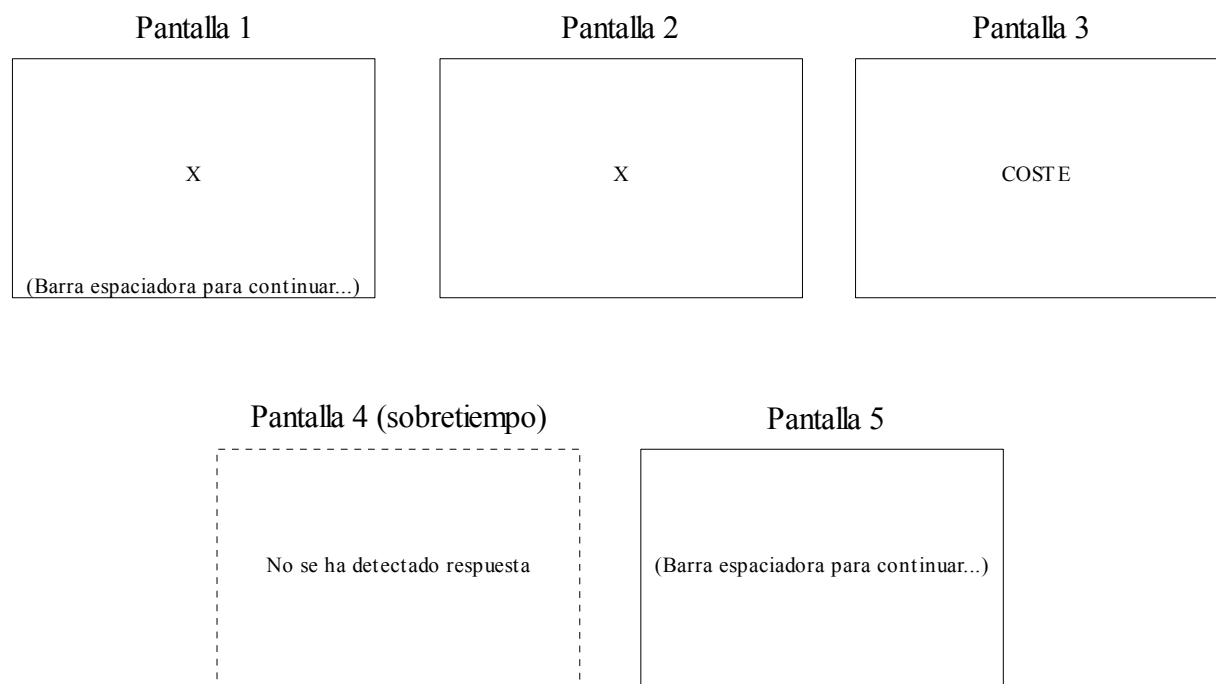 Pantalla 1
Pantalla 2
Pantalla 3
X
X
COSTE
(Barra espaciadora para continuar...)
Pantalla 4 (sobretiempo)
Pantalla 5
No se ha detectado respuesta
(Barra espaciadora para continuar...)